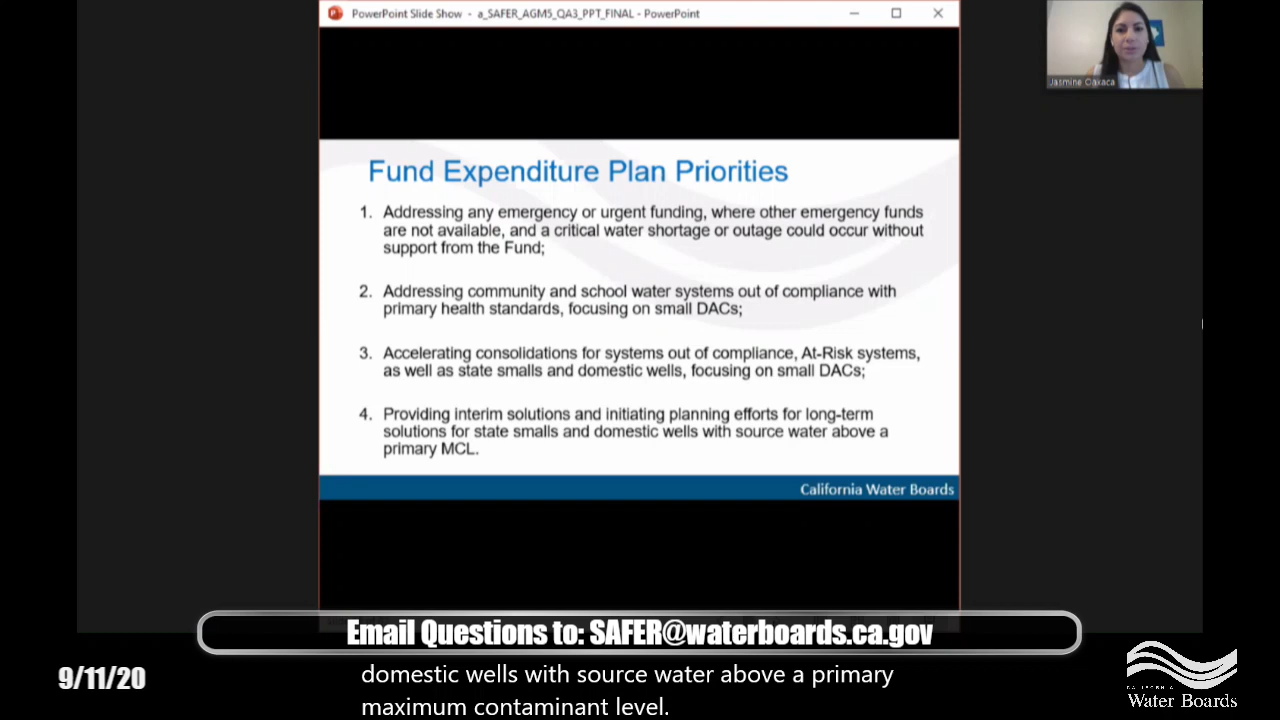 PowerPoint Slide Show - a_SAFER_AGM5_QA3_PPT_FINAL - PowerPoint
Jasmine Oaxaca
Fund Expenditure Plan Priorities
1. Addressing any emergency or urgent funding, where other emergency funds
are not available, and a critical water shortage or outage could occur without
support from the Fund;
2. Addressing community and school water systems out of compliance with
primary health standards, focusing on small DACs;
3. Accelerating consolidations for systems out of compliance, At-Risk systems,
as well as state smalls and domestic wells, focusing on small DACs;
4. Providing interim solutions and initiating planning efforts for long-term
solutions for state smalls and domestic wells with source water above a
primary MCL.
California Water Boards
Email Questions to: SAFER@waterboards.ca.gov
domestic wells with source water above a primary
maximum contaminant level.
9/11/20
CALIFORNIA
Water Boards